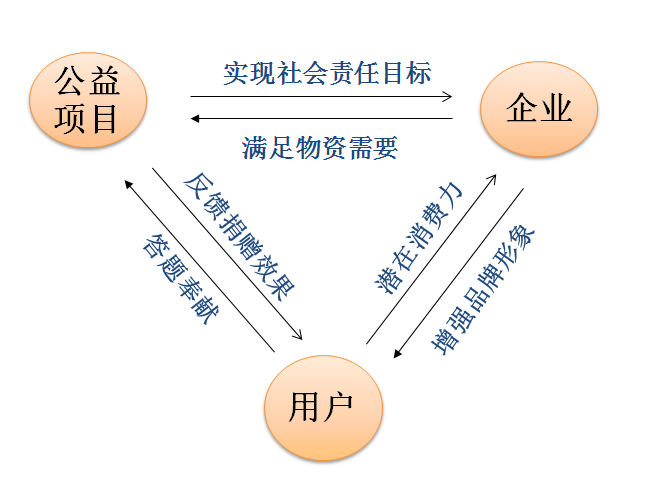 实现社会责任目标
公益
项目
企业
满足物资需要
反馈捐赠效果
潜在消费力
答题奉献
增强品牌形象
用户